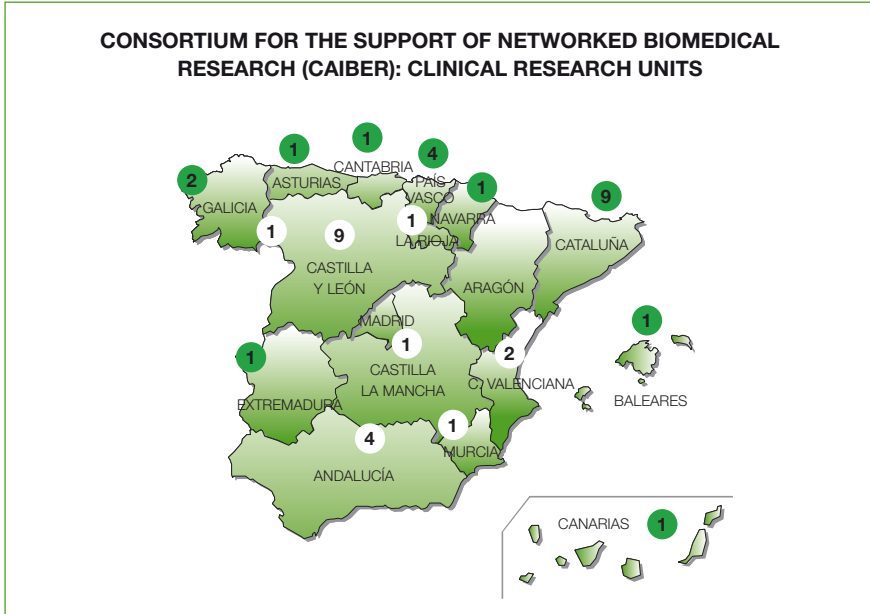 CONSORTIUM FOR THE SUPPORT OF NETWORKED BIOMEDICAL
RESEARCH (CAIBER): CLINICAL RESEARCH UNITS
1
1
4
CANTABRIA
2
ASTURIAS
PAÍS
VASCO
1
9
GALICIA
1
9
1
NAVARRA
LA RIOJA
CATALUÑA
CASTILLA
Y LEÓN
ARAGÓN
MADRID
1
1
1
2
CASTILLA
LA MANCHA
C. VALENCIANA
BALEARES
EXTREMADURA
4
1
MURCIA
ANDALUCÍA
CANARIAS
1